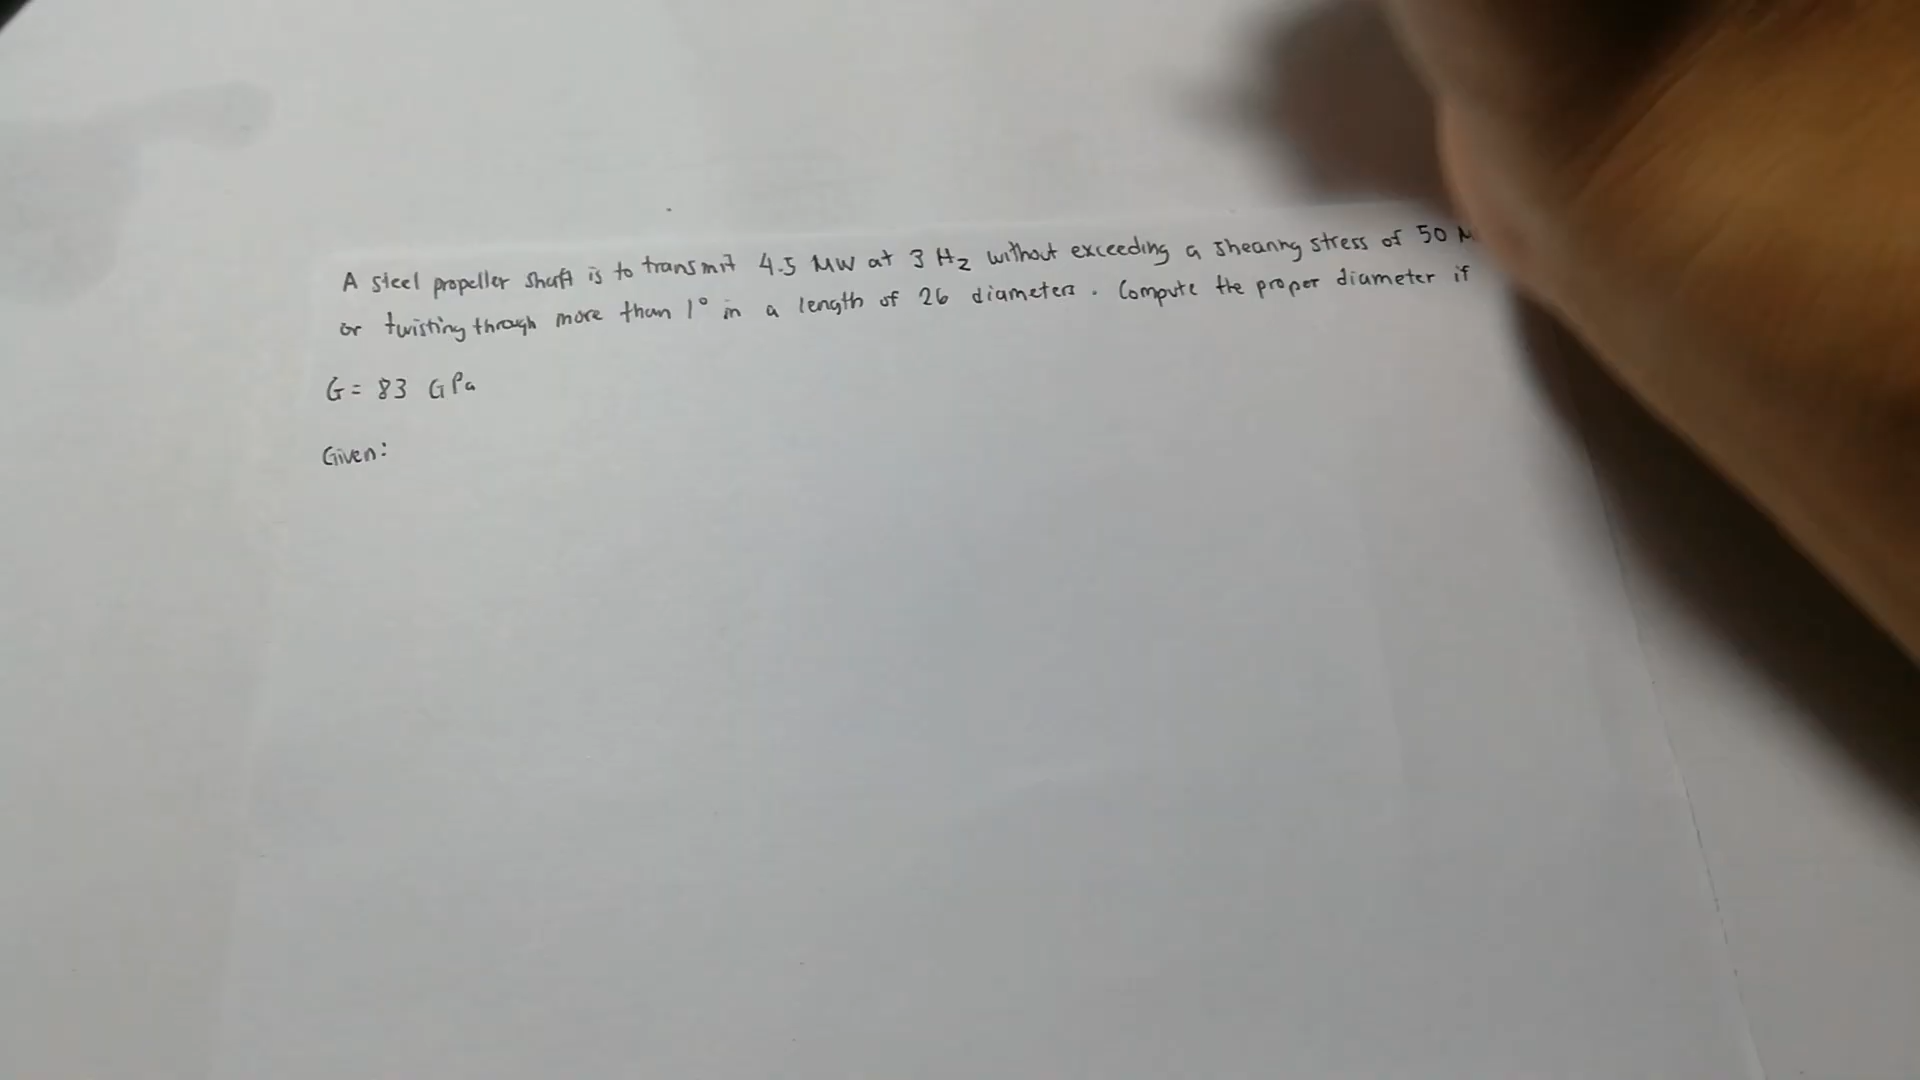 A steel propeller shaft is to transmit 4.5 MW at 3 Hz without exceeding a shearing stress of 50
or twisting through more than 1° in a length of 26 diameters. Compute the proper diameter if
G = 83 GPa
Given: